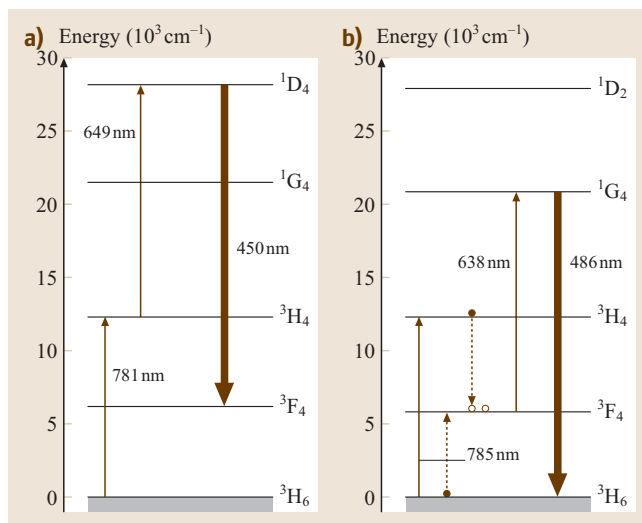 a) Energy (10³ cm⁻¹)
30
¹D₄
649 nm
25
¹G₄
20
450 nm
15
³H₄
10
781 nm
³F₄
5
0
³H₆
b) Energy (10³ cm⁻¹)
30
¹D₂
25
¹G₄
20
638 nm
486 nm
15
³H₄
10
³F₄
5
785 nm
0
³H₆